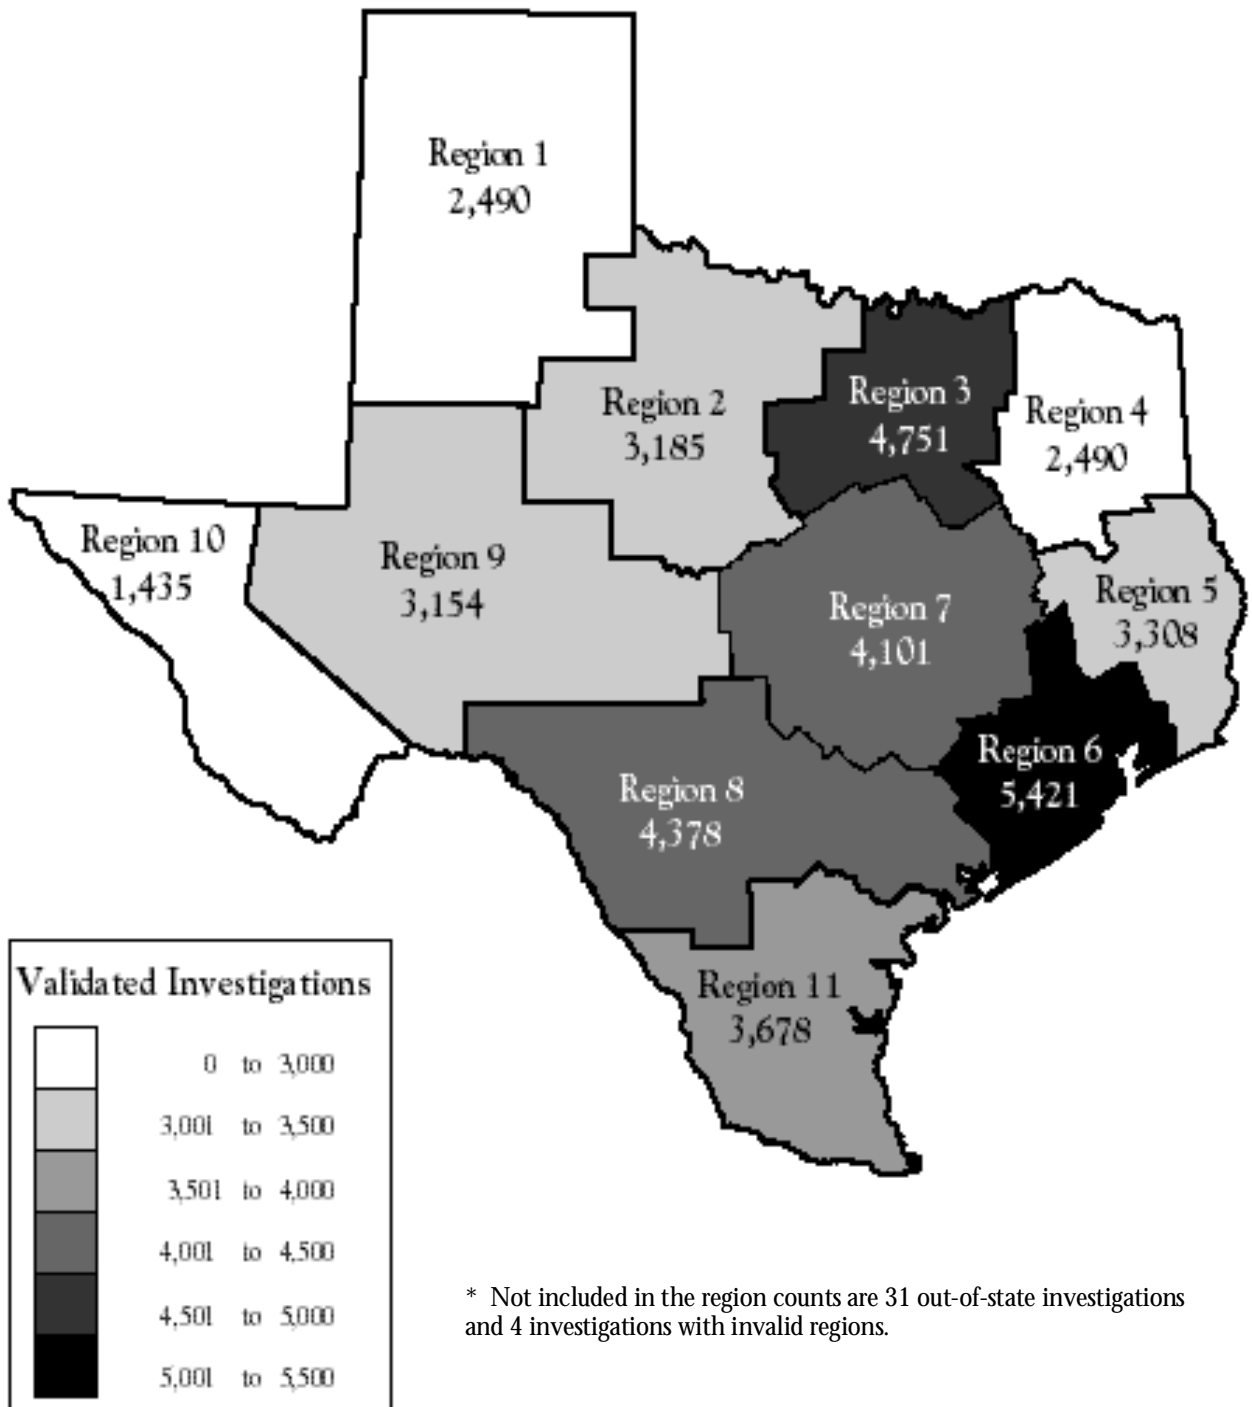 Region 1
2,490
Region 2
3,185
Region 3
4,751
Region 4
2,490
Region 10
1,435
Region 9
3,154
Region 7
4,101
Region 5
3,308
Region 6
5,421
Region 8
4,378
Region 11
3,678
Validated Investigations
0 to 3,000
3,001 to 3,500
3,501 to 4,000
4,001 to 4,500
4,501 to 5,000
5,001 to 5,500
* Not included in the region counts are 31 out-of-state investigations
and 4 investigations with invalid regions.